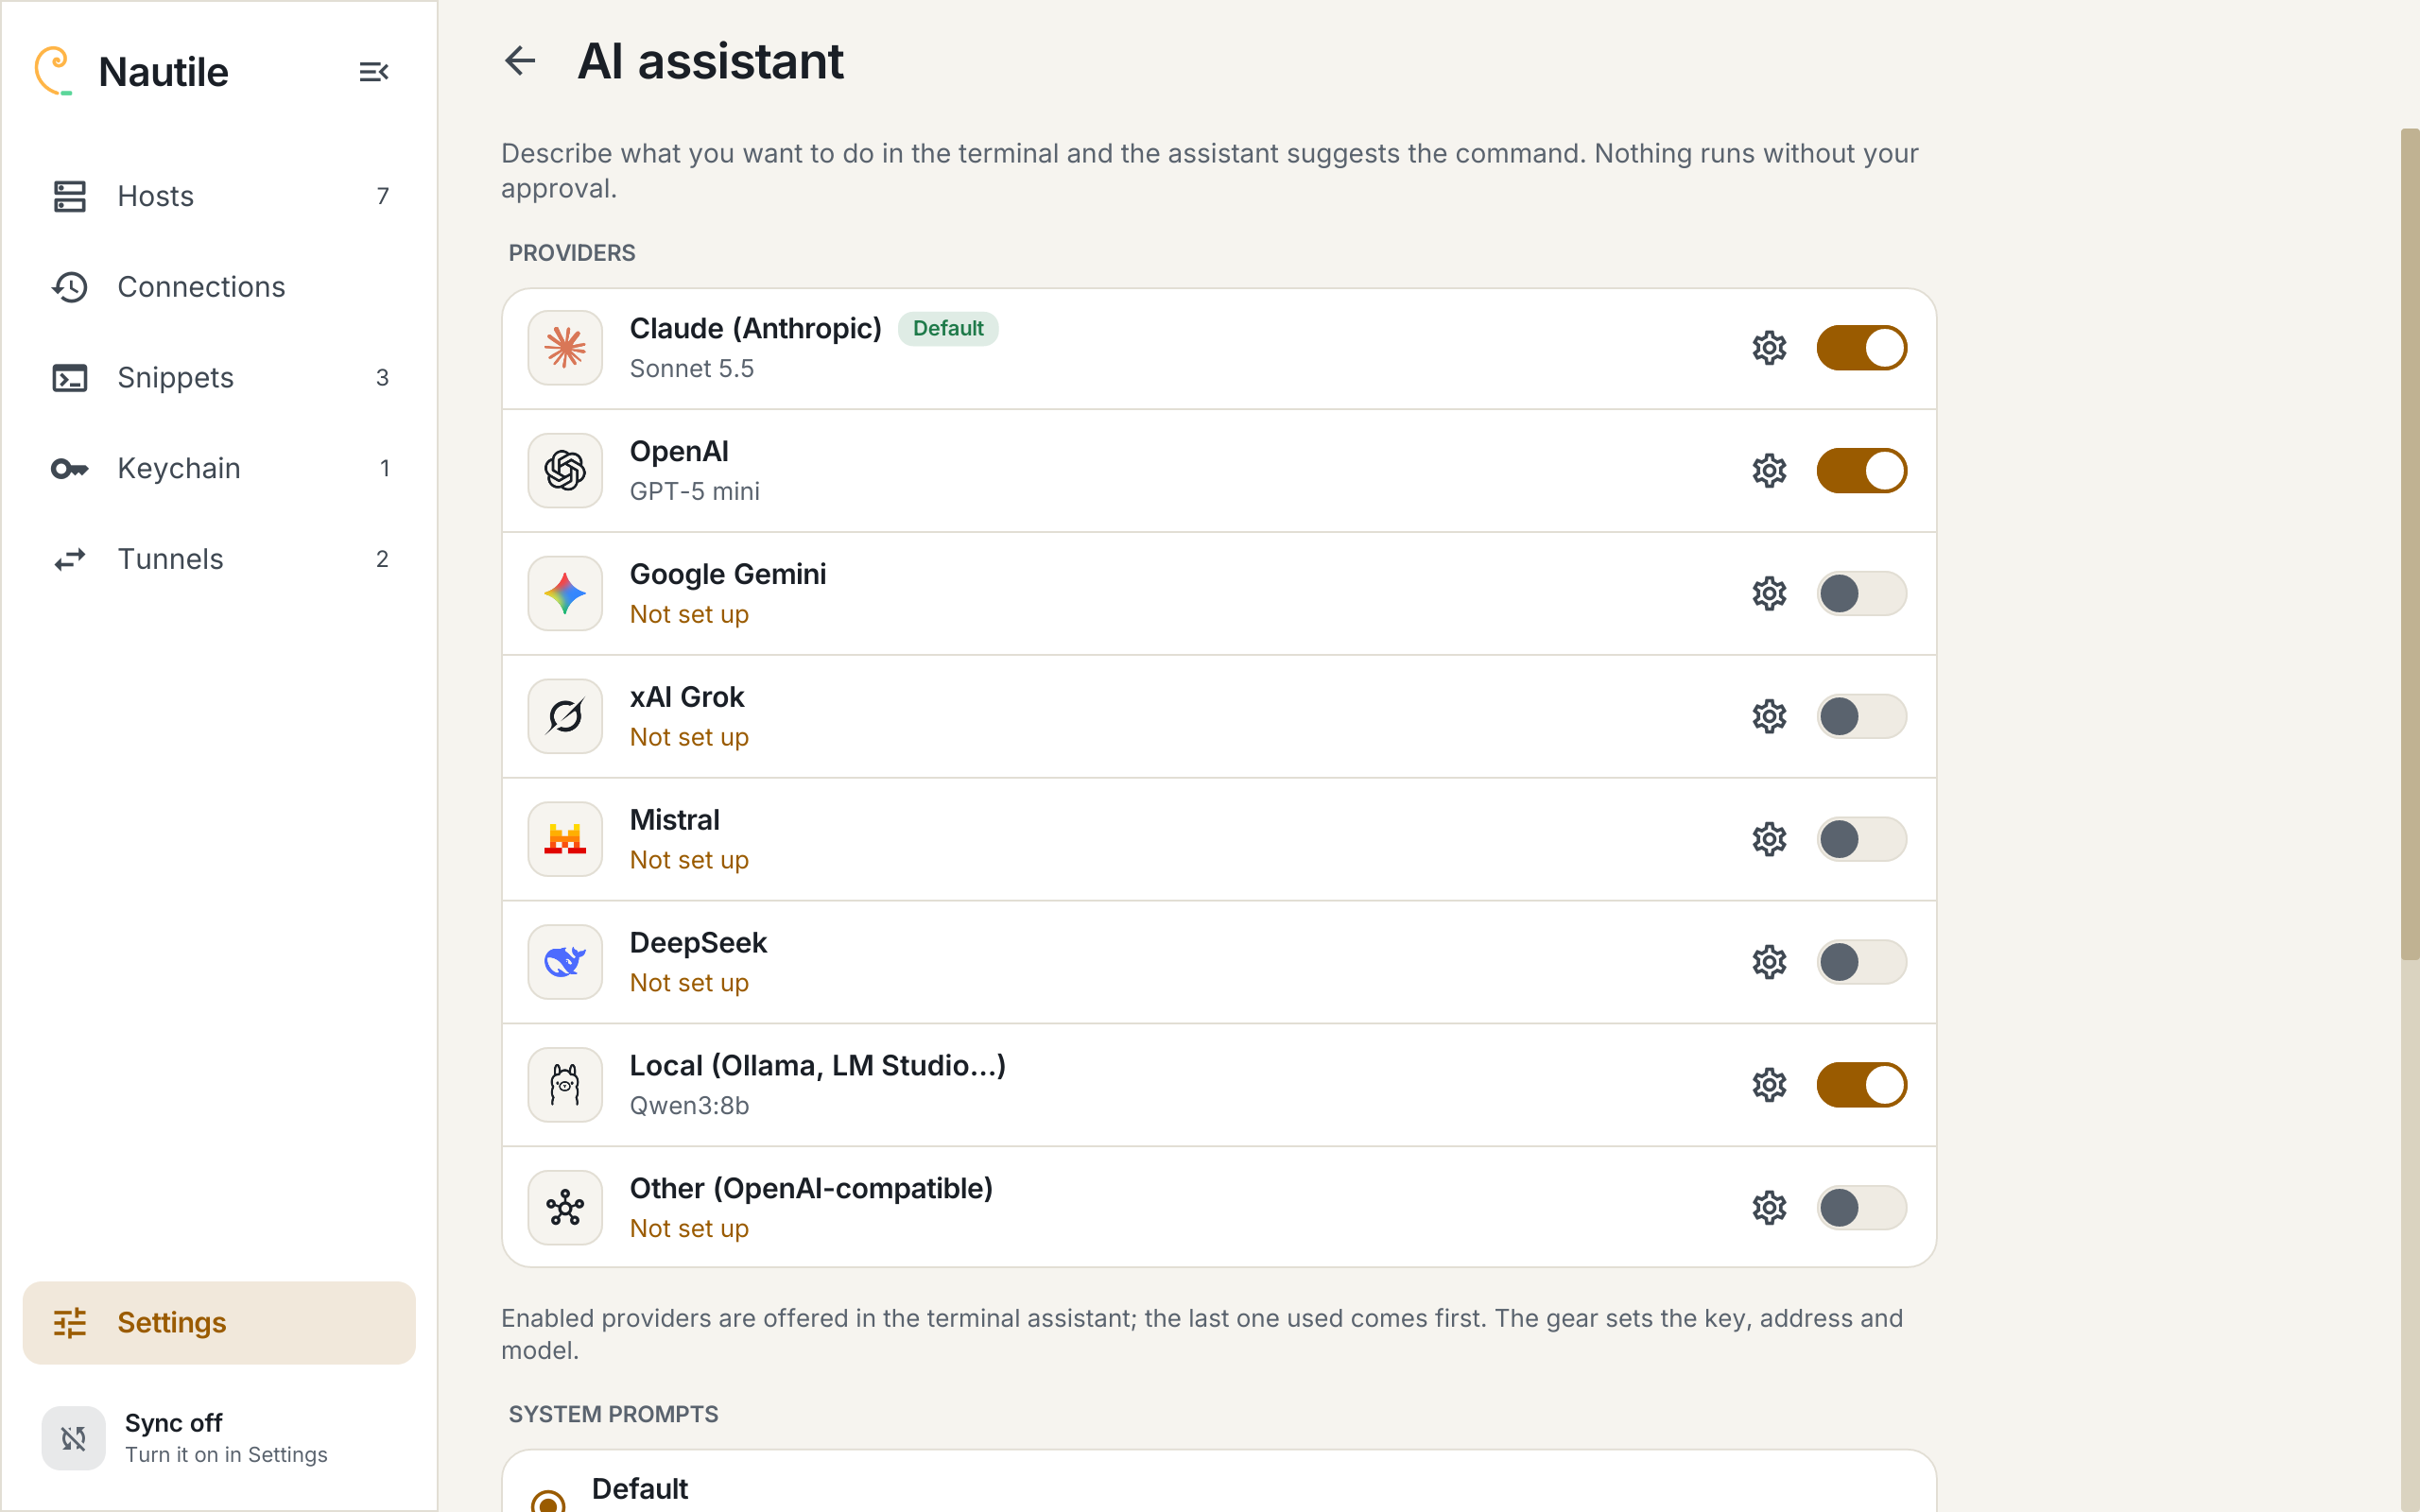 Nautile
Hosts
7
Connections
Snippets
3
Keychain
1
Tunnels
2
Settings
Sync off
Turn it on in Settings
AI assistant
Describe what you want to do in the terminal and the assistant suggests the command. Nothing runs without your
approval.
PROVIDERS
Claude (Anthropic) Default
Sonnet 5.5
OpenAI
GPT-5 mini
Google Gemini
Not set up
xAI Grok
Not set up
Mistral
Not set up
DeepSeek
Not set up
Local (Ollama, LM Studio...)
Qwen3:8b
Other (OpenAI-compatible)
Not set up
Enabled providers are offered in the terminal assistant; the last one used comes first. The gear sets the key, address and
model.
SYSTEM PROMPTS
Default